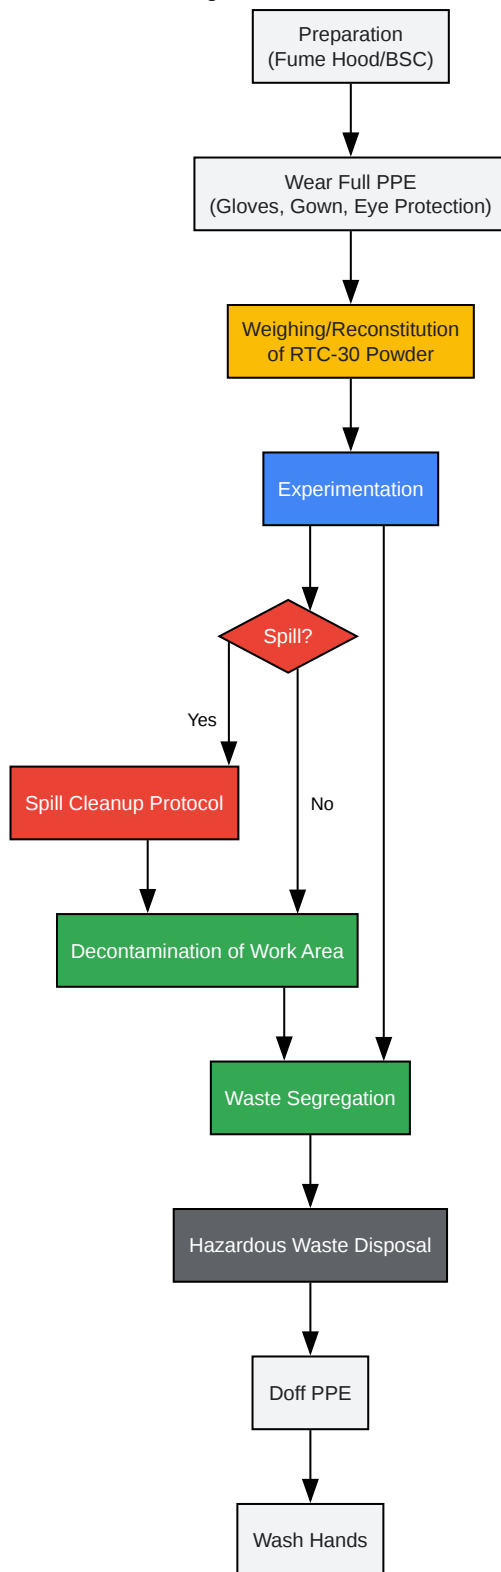 Preparation
(Fume Hood/BSC)
Wear Full PPE
(Gloves, Gown, Eye Protection)
Weighing/Reconstitution
of RTC-30 Powder
Experimentation
Spill?
Yes
Spill Cleanup Protocol
No
Decontamination of Work Area
Waste Segregation
Hazardous Waste Disposal
Doff PPE
Wash Hands